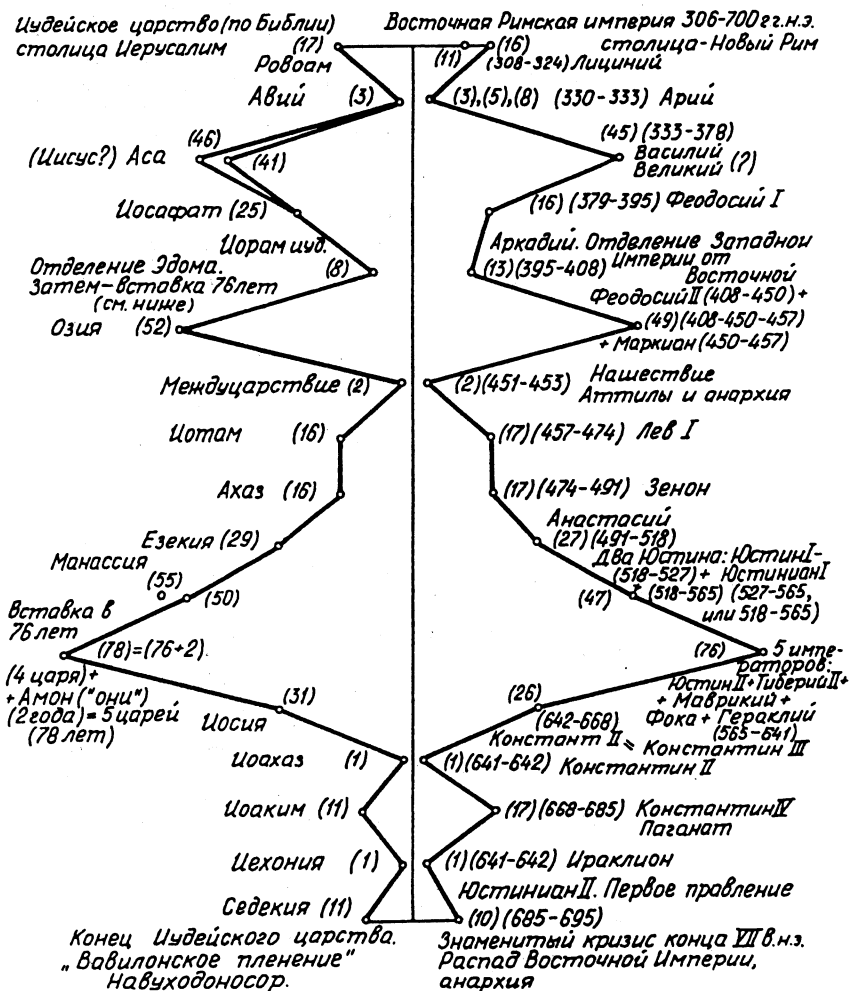 Иудейское царство (по Библии)
столица Иерусалим
(17)
Ровоам
Авий (3)
(46)
(Иисус?) Аса
(41)
Иосафат (25)
Иорам иуд.
(8)
Отделение Эдома.
Затем-вставка 76 лет
(см. ниже)
Озия (52)
Междуцарствие (2)
Иотам (16)
Ахаз (16)
Езекия (29)
Манассия
(55)
(50)
Вставка в
76 лет
(78)=(76+2).
(4 царя)+
+Амон ("они")
(2 года)=5 царей
(78 лет)
(31)
Иосия
Иоахаз (1)
Иоаким (11)
Иехония (1)
Седекия (11)
Конец Иудейского царства.
„Вавилонское пленение"
Навуходоносор.
Восточная Римская империя 306-700 гг. н.э.
столица-Новый Рим
(16)
(11)
(308-324) Лициний
(3),(5),(8) (330-333) Арий
(45) (333-378)
Василий
Великий (?)
(16) (379-395) Феодосий I
Аркадий. Отделение Западной
(13)(395-408) Империи от
Восточной
Феодосий II (408-450) +
(49)(408-450-457)
+ Маркиан (450-457)
(2)(451-453) Нашествие
Аттилы и анархия
(17)(457-474) Лев I
(17)(474-491) Зенон
Анастасий
(27)(491-518)
Два Юстина: Юстин I-
(518-527)+ Юстиниан I
(47) (518-565) (527-565,
или 518-565)
(76) 5 импе-
раторов:
Юстин II+Тиберий II+
+ Маврикий +
Фока + Гераклий
(565-641)
(26)
(642-668)
Констант II = Константин III
(1)(641-642) Константин II
(17)(668-685) Константин IV
Паганат
(1)(641-642) Ираклион
Юстиниан II. Первое правление
(10)(685-695)
Знаменитый кризис конца VII в. н.э.
Распад Восточной Империи,
анархия